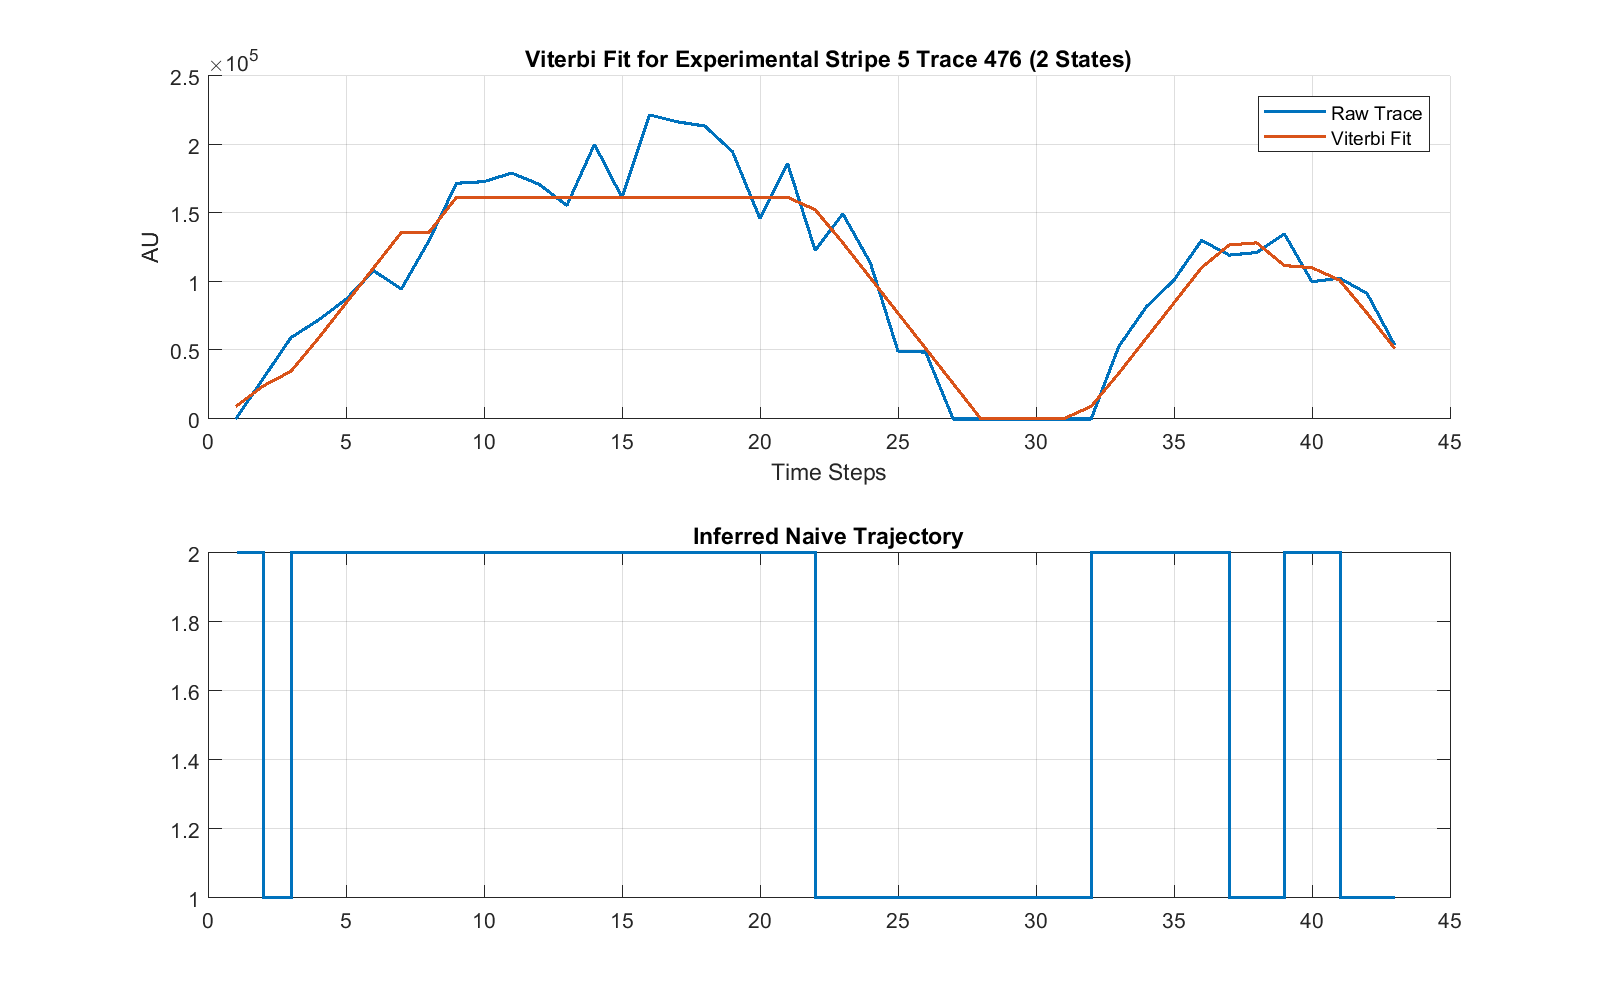 Viterbi Fit for Experimental Stripe 5 Trace 476 (2 States)
×10^5
2.5
2
1.5
1
0.5
0
AU
Raw Trace
Viterbi Fit
0 5 10 15 20 25 30 35 40 45
Time Steps
Inferred Naive Trajectory
2
1.8
1.6
1.4
1.2
1
0 5 10 15 20 25 30 35 40 45